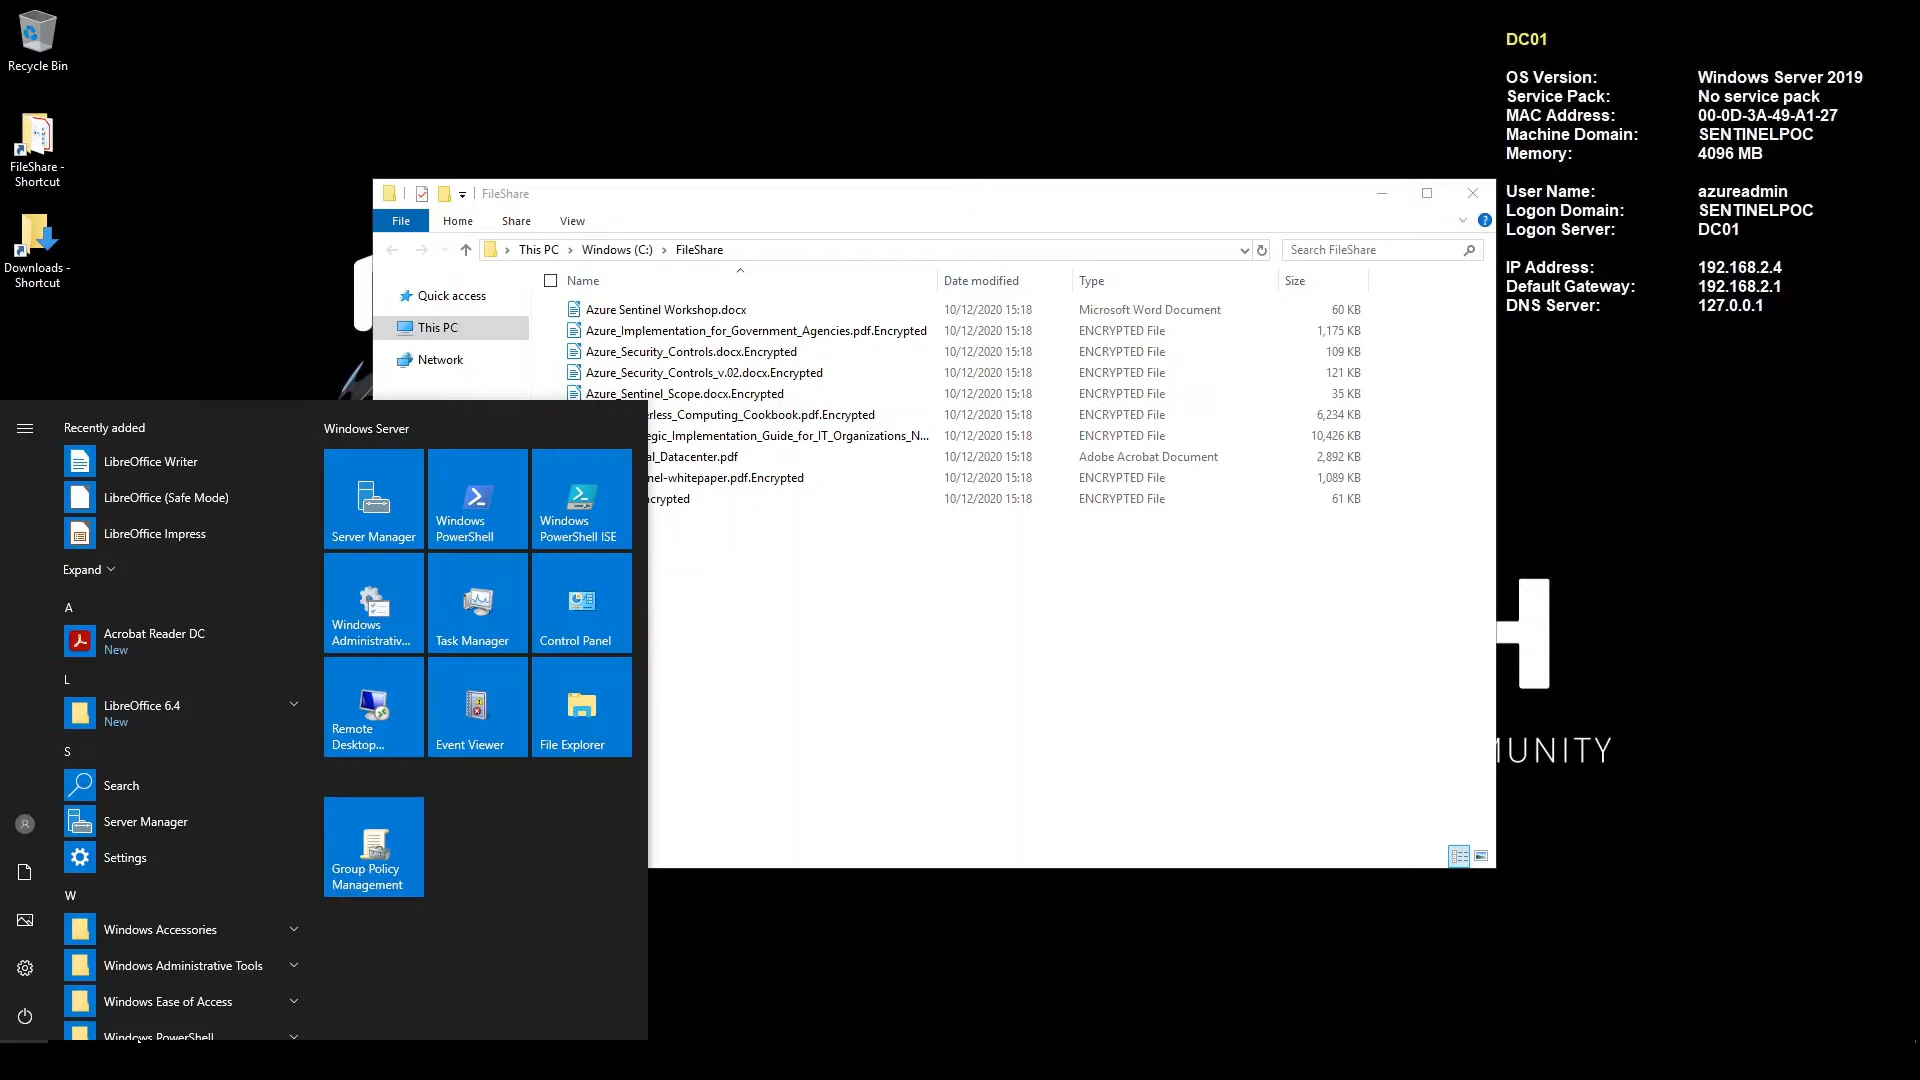 Recycle Bin
FileShare -
Shortcut
Downloads -
Shortcut
DC01
OS Version: Windows Server 2019
Service Pack: No service pack
MAC Address: 00-0D-3A-49-A1-27
Machine Domain: SENTINELPOC
Memory: 4096 MB
User Name: azureadmin
Logon Domain: SENTINELPOC
Logon Server: DC01
IP Address: 192.168.2.4
Default Gateway: 192.168.2.1
DNS Server: 127.0.0.1
FileShare
File Home Share View
This PC Windows (C:) FileShare
Search FileShare
Quick access
This PC
Network
Name Date modified Type Size
Azure Sentinel Workshop.docx 10/12/2020 15:18 Microsoft Word Document 60 KB
Azure_Implementation_for_Government_Agencies.pdf.Encrypted 10/12/2020 15:18 ENCRYPTED File 1,175 KB
Azure_Security_Controls.docx.Encrypted 10/12/2020 15:18 ENCRYPTED File 109 KB
Azure_Security_Controls_v.02.docx.Encrypted 10/12/2020 15:18 ENCRYPTED File 121 KB
Azure_Sentinel_Scope.docx.Encrypted 10/12/2020 15:18 ENCRYPTED File 35 KB
erless_Computing_Cookbook.pdf.Encrypted 10/12/2020 15:18 ENCRYPTED File 6,234 KB
egic_Implementation_Guide_for_IT_Organizations_N... 10/12/2020 15:18 ENCRYPTED File 10,426 KB
al_Datacenter.pdf 10/12/2020 15:18 Adobe Acrobat Document 2,892 KB
nel-whitepaper.pdf.Encrypted 10/12/2020 15:18 ENCRYPTED File 1,089 KB
ncrypted 10/12/2020 15:18 ENCRYPTED File 61 KB
Recently added
LibreOffice Writer
LibreOffice (Safe Mode)
LibreOffice Impress
Expand
A
Acrobat Reader DC
New
L
LibreOffice 6.4
New
S
Search
Server Manager
Settings
W
Windows Accessories
Windows Administrative Tools
Windows Ease of Access
Windows PowerShell
Windows Server
Server Manager
Windows
PowerShell
Windows
PowerShell ISE
Windows
Administrativ...
Task Manager
Control Panel
Remote
Desktop...
Event Viewer
File Explorer
Group Policy
Management
H
MUNITY